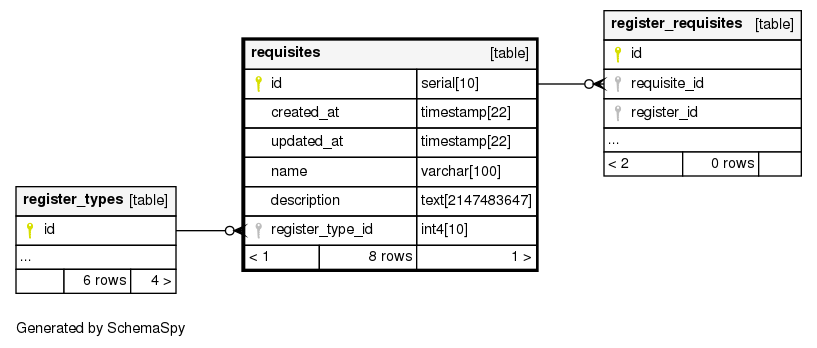 register_requisites [table]
id
requisite_id
register_id
...
< 2 0 rows
requisites [table]
id serial[10]
created_at timestamp[22]
updated_at timestamp[22]
name varchar[100]
description text[2147483647]
register_type_id int4[10]
< 1 8 rows 1 >
register_types [table]
id
...
6 rows 4 >
Generated by SchemaSpy